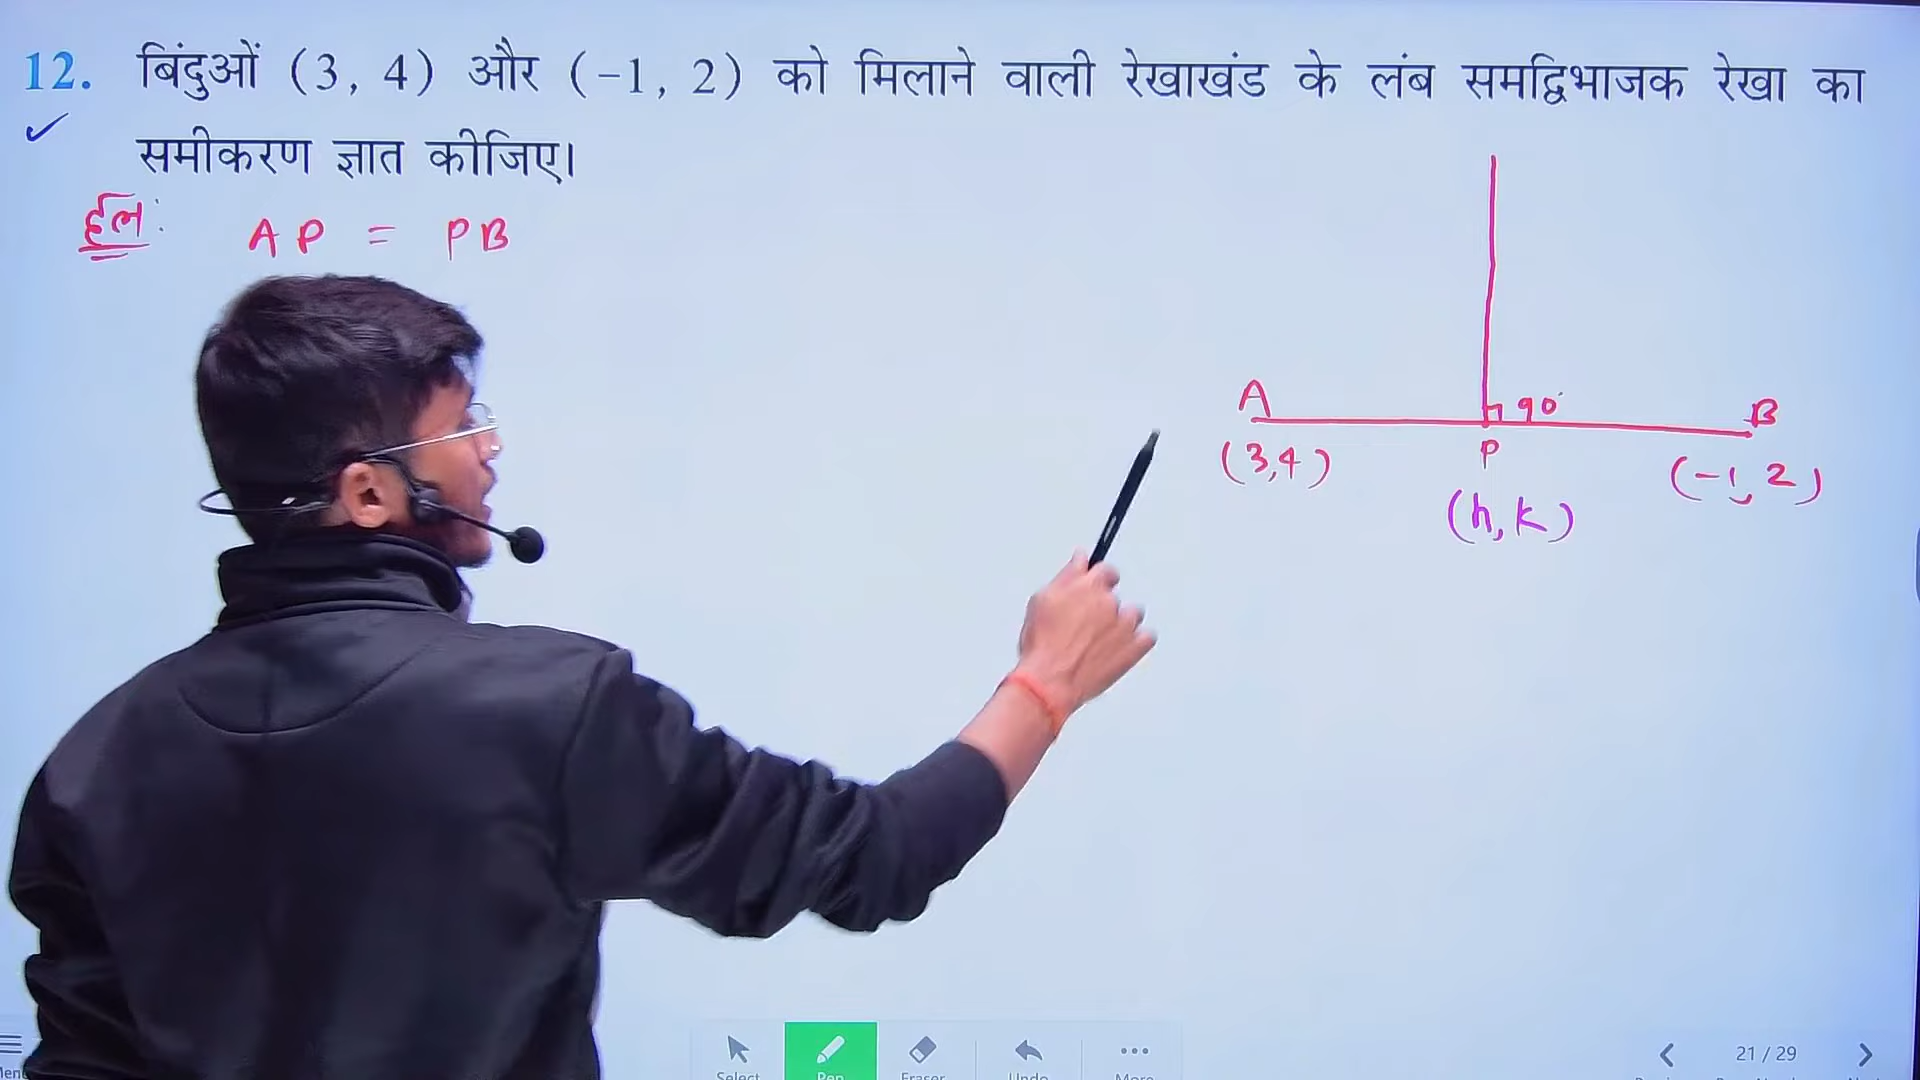 12. बिंदुओं (3, 4) और (-1, 2) को मिलाने वाली रेखाखंड के लंब समद्विभाजक रेखा का
समीकरण ज्ञात कीजिए।
हल:
AP = PB
A
90°
B
(3,4)
P
(-1, 2)
(h, k)
Select
Pen
Eraser
Undo
More
21 / 29